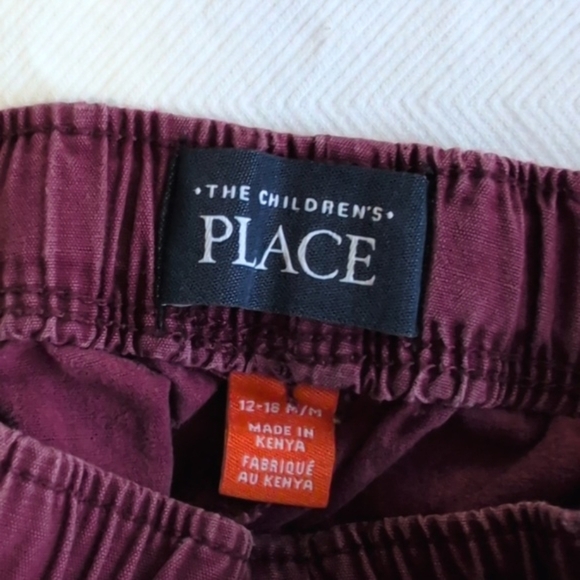 •THE CHILDREN'S•
PLACE
12-18 M/M
MADE IN
KENYA
FABRIQUÉ
AU KENYA